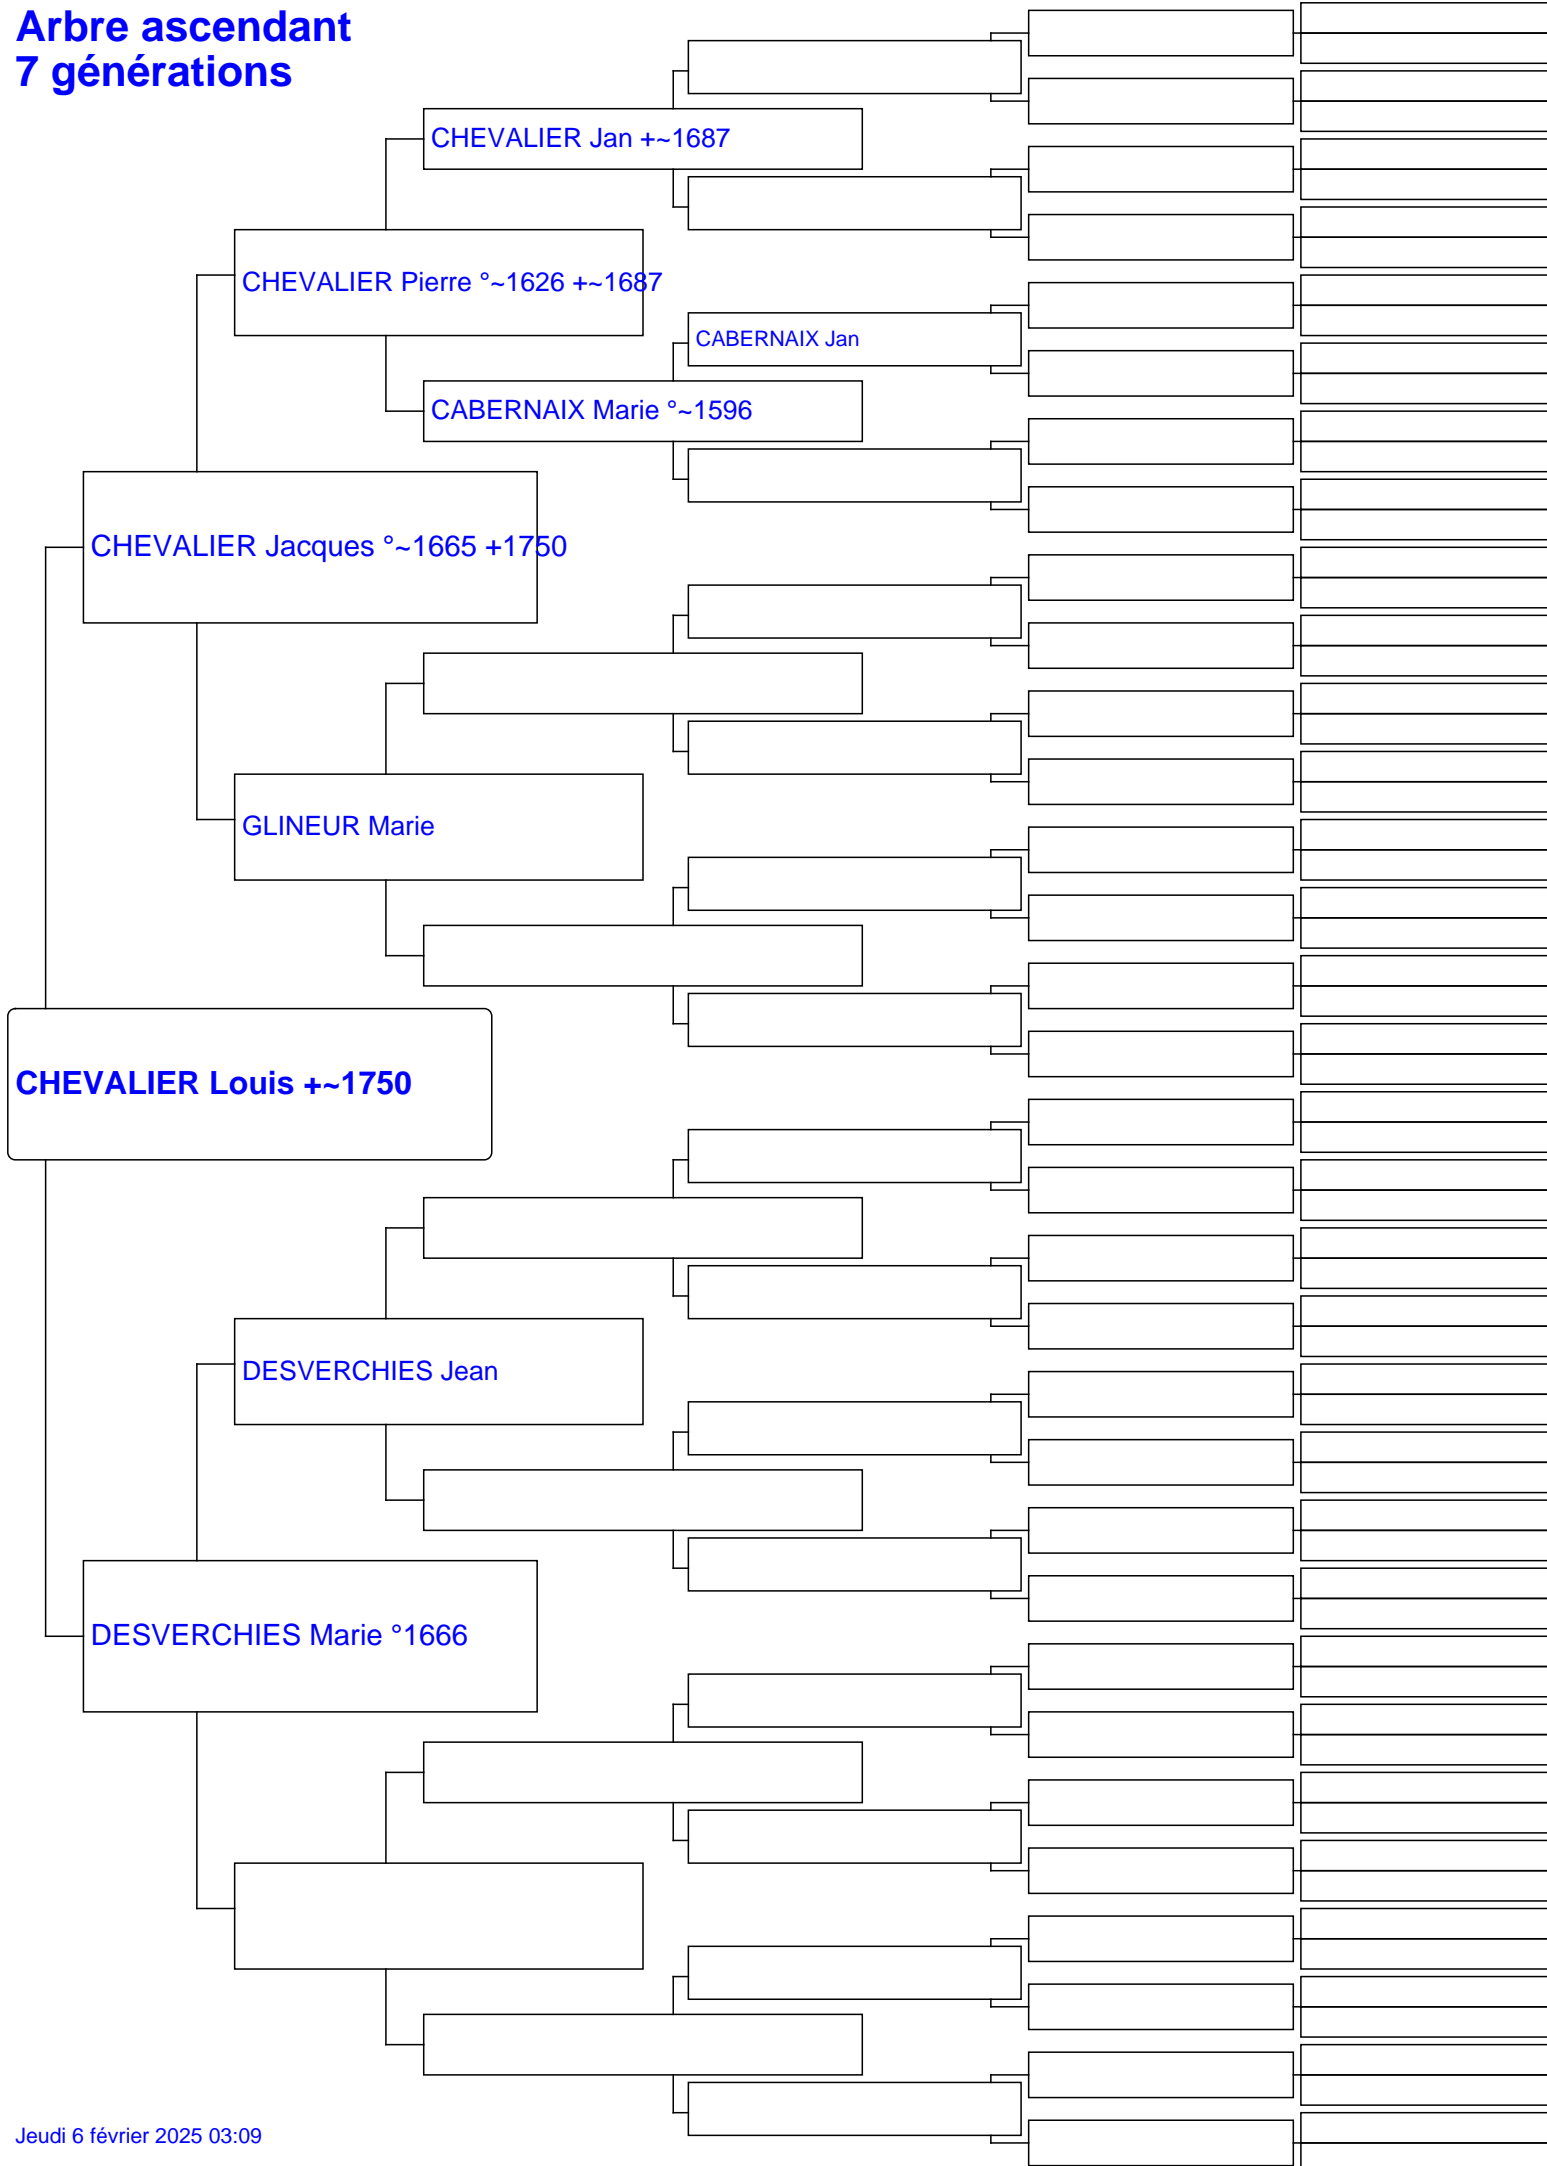 Arbre ascendant
7 générations
CHEVALIER Jan +~1687
CHEVALIER Pierre °~1626 +~1687
CABERNAIX Jan
CABERNAIX Marie °~1596
CHEVALIER Jacques °~1665 +1750
GLINEUR Marie
CHEVALIER Louis +~1750
DESVERCHIES Jean
DESVERCHIES Marie °1666
Jeudi 6 février 2025 03:09